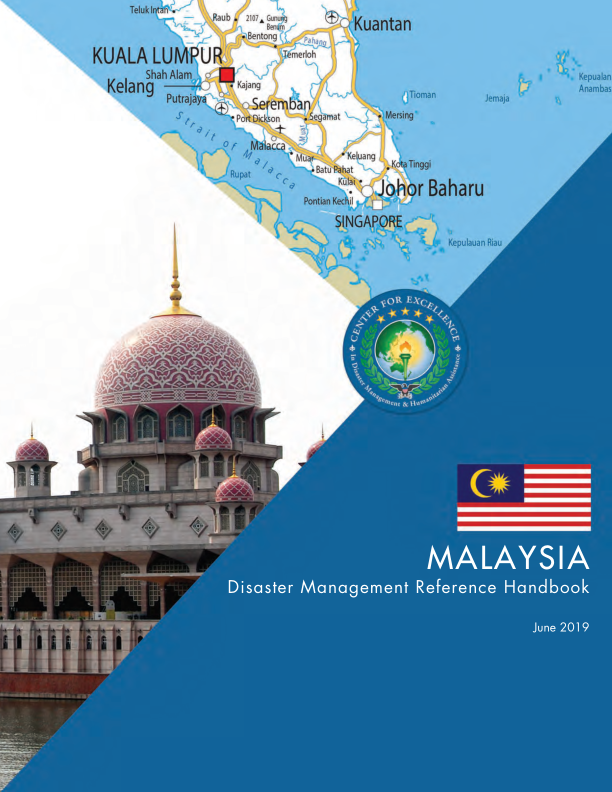 Teluk Intan
Raub
2107
Gunung
Benum
Kuantan
Bentong
Pahang
Temerloh
KUALA LUMPUR
Shah Alam
Kelang
Kajang
Putrajaya
Seremban
Port Dickson
Segamat
Muar
Tioman
Jemaja
Kepualan
Anambas
Mersing
Strait of Malacca
Malacca
Muar
Keluang
Batu Pahat
Kota Tinggi
Rupat
Kulai
Johor Baharu
Pontian Kechil
SINGAPORE
Kepulauan Riau
CENTER FOR EXCELLENCE
In Disaster Management & Humanitarian Assistance
MALAYSIA
Disaster Management Reference Handbook
June 2019